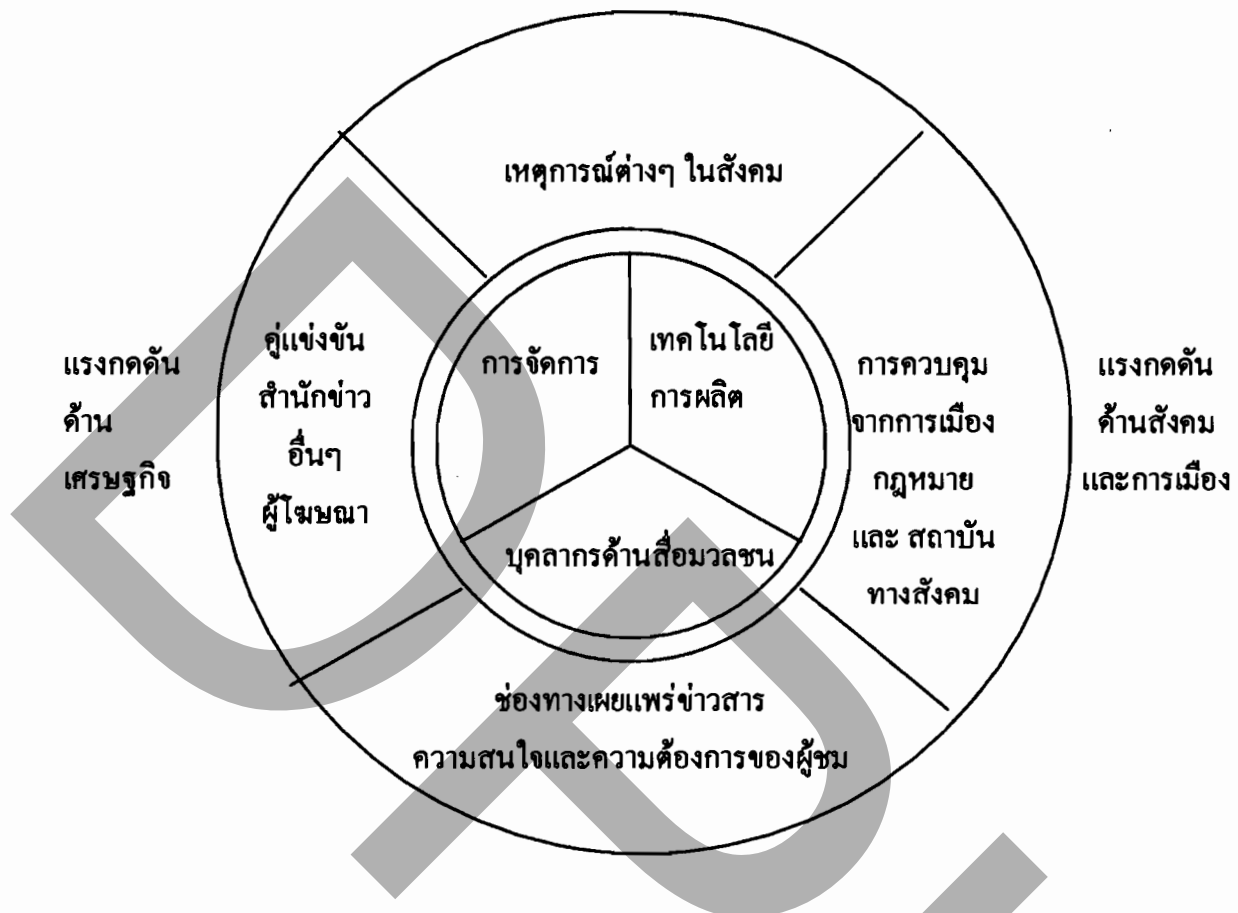 เหตุการณ์ต่างๆ ในสังคม
แรงกดดัน
ด้าน
เศรษฐกิจ
คู่แข่งขัน
สำนักข่าว
อื่นๆ
ผู้โฆษณา
การจัดการ
เทคโนโลยี
การผลิต
บุคลากรด้านสื่อมวลชน
การควบคุม
จากการเมือง
กฎหมาย
และ สถาบัน
ทางสังคม
แรงกดดัน
ด้านสังคม
และการเมือง
ช่องทางเผยแพร่ข่าวสาร
ความสนใจและความต้องการของผู้ชม